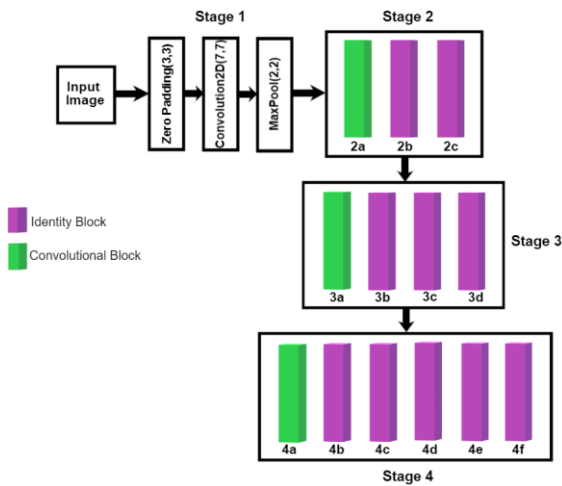 Stage 1
Stage 2
Input
Image
Zero Padding(3,3)
Convolution2D(7,7)
MaxPool(2,2)
2a
2b
2c
Identity Block
Convolutional Block
Stage 3
3a
3b
3c
3d
4a
4b
4c
4d
4e
4f
Stage 4